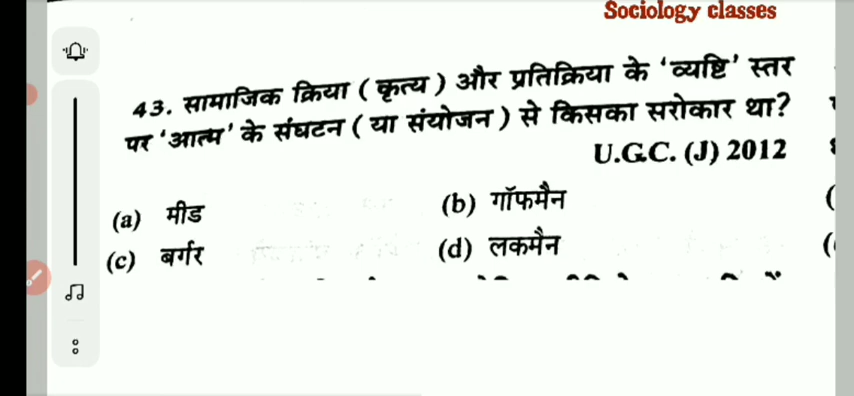 Sociology classes
43. सामाजिक क्रिया ( कृत्य ) और प्रतिक्रिया के ‘व्यष्टि’ स्तर
पर ‘आत्म’ के संघटन ( या संयोजन ) से किसका सरोकार था?
U.G.C. (J) 2012
(a) मीड (b) गॉफमैन
(c) बर्गर (d) लकमैन